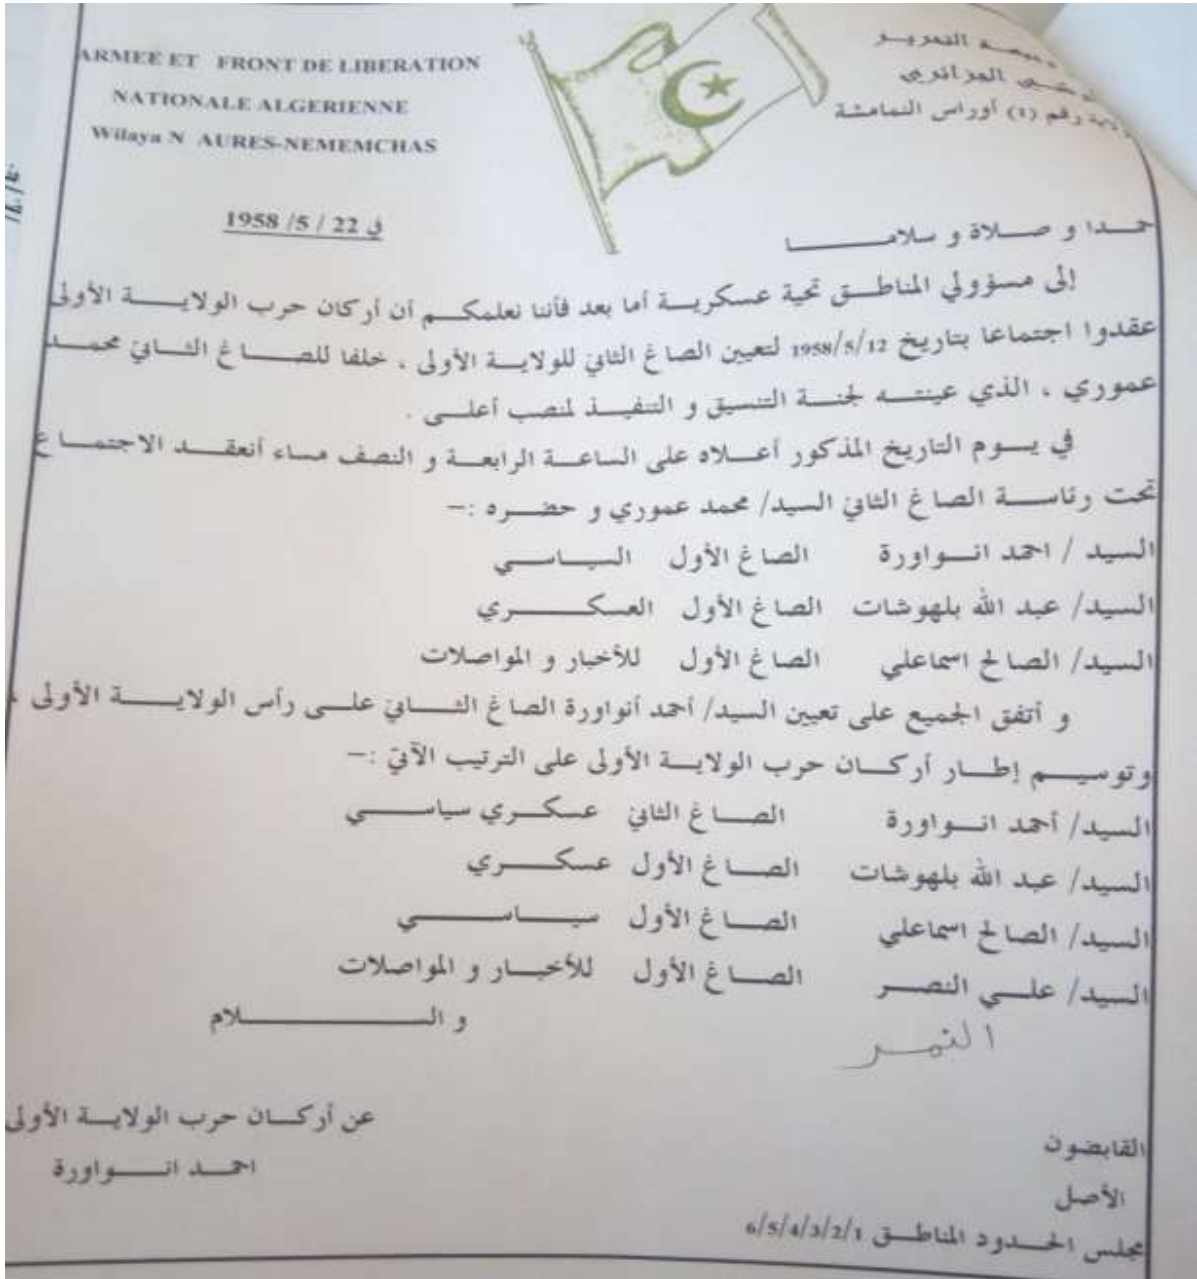 ARMEE ET FRONT DE LIBERATION
NATIONALE ALGERIENNE
Wilaya N AURES-NEMEMCHAS
التحرير
الجزائري
رقم (1) أوراس النمامشة
في 22 / 5 / 1958
حمدا و صلاة و سلاما
إلى مسؤولي المناطق تحية عسكرية أما بعد فأننا نعلمكم أن أركان حرب الولاية الأولى
عقدوا اجتماعا بتاريخ 1958/5/12 لتعيين الصاغ الثاني للولاية الأولى ، خلفا للصاغ الثاني محمد
عموري ، الذي عينته لجنة التنسيق و التنفيذ لمنصب أعلى .
في يوم التاريخ المذكور أعلاه على الساعة الرابعة و النصف مساء أنعقد الاجتماع
تحت رئاسة الصاغ الثاني السيد/ محمد عموري و حضره :–
السيد / احمد انواورة الصاغ الأول السياسي
السيد/ عبد الله بلهوشات الصاغ الأول العسكري
السيد/ الصالح اسماعلي الصاغ الأول للأخبار و المواصلات
و أتفق الجميع على تعيين السيد/ أحمد أنواورة الصاغ الثاني على رأس الولاية الأولى ،
وتوسيم إطار أركان حرب الولاية الأولى على الترتيب الآتي :–
السيد/ أحمد انواورة الصاغ الثاني عسكري سياسي
السيد/ عبد الله بلهوشات الصاغ الأول عسكري
السيد/ الصالح اسماعلي الصاغ الأول سياسي
السيد/ علي النصر الصاغ الأول للأخبار و المواصلات
النمر
و السلام
عن أركان حرب الولاية الأولى
احمد انواورة
القابضون
الأصل
مجلس الحدود المناطق 6/5/4/3/2/1